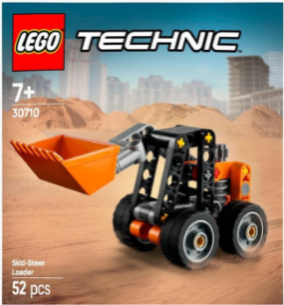 LEGO TECHNIC
7+
30710
Skid-Steer
Loader
52 pcs